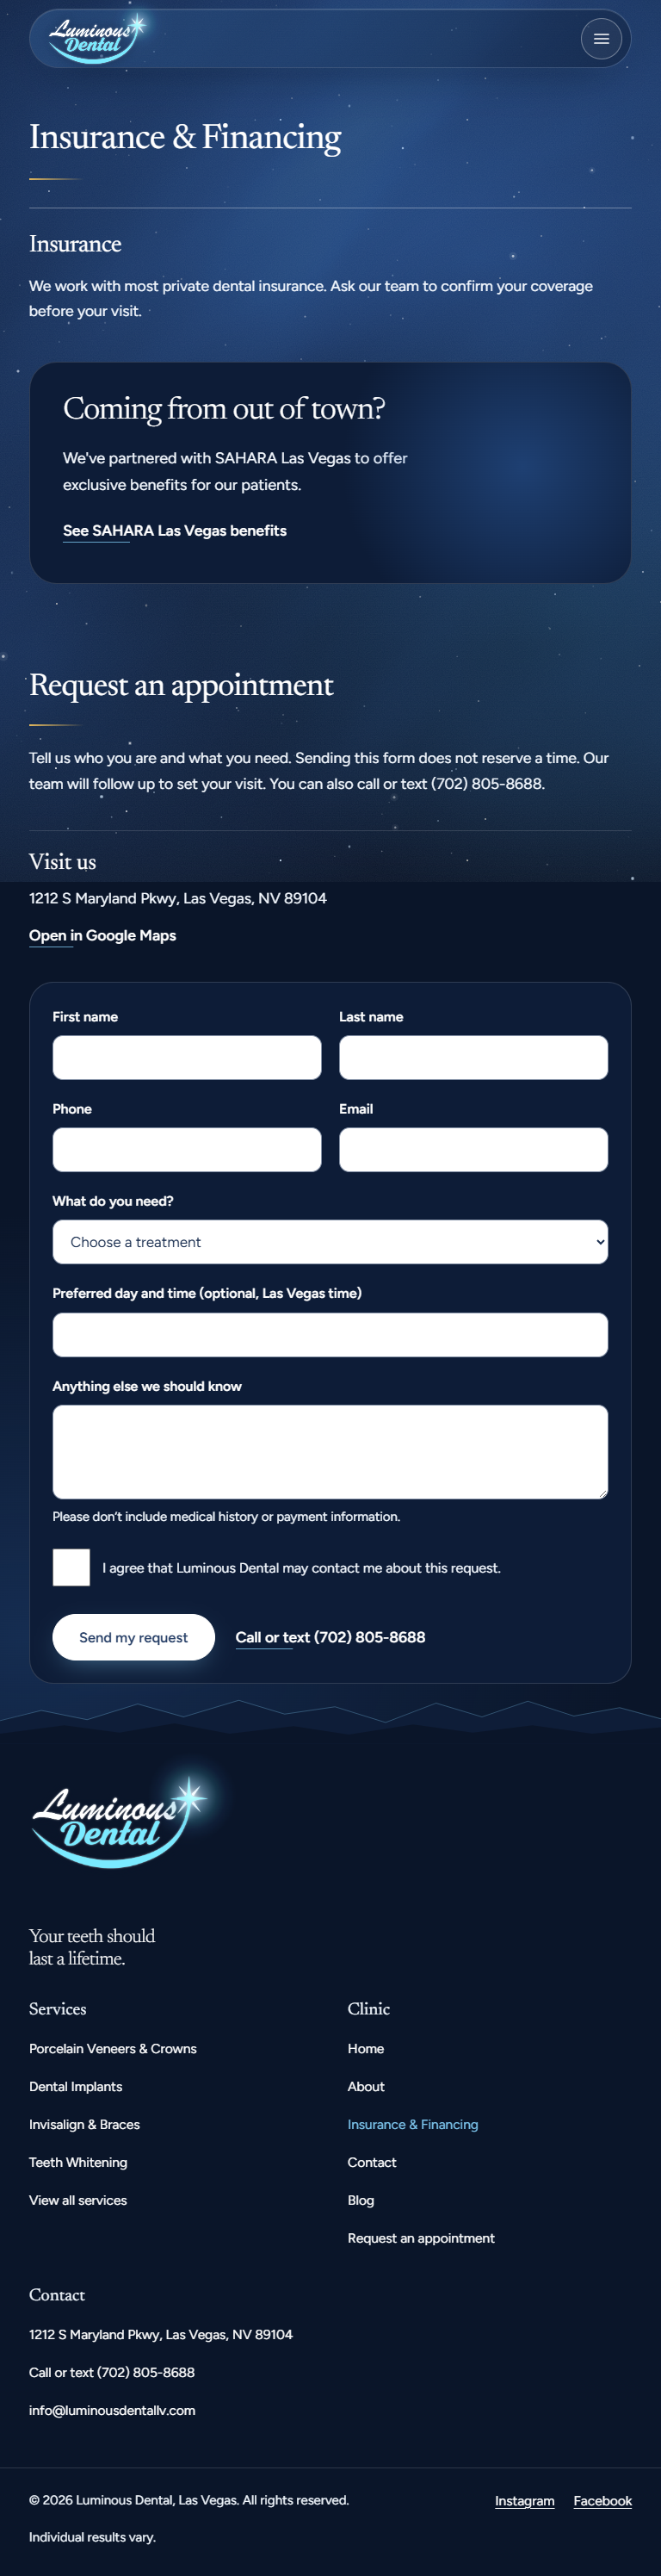 Luminous
Dental
Insurance & Financing
Insurance
We work with most private dental insurance. Ask our team to confirm your coverage
before your visit.
Coming from out of town?
We've partnered with SAHARA Las Vegas to offer
exclusive benefits for our patients.
See SAHARA Las Vegas benefits
Request an appointment
Tell us who you are and what you need. Sending this form does not reserve a time. Our
team will follow up to set your visit. You can also call or text (702) 805-8688.
Visit us
1212 S Maryland Pkwy, Las Vegas, NV 89104
Open in Google Maps
First name
Last name
Phone
Email
What do you need?
Choose a treatment
Preferred day and time (optional, Las Vegas time)
Anything else we should know
Please don’t include medical history or payment information.
I agree that Luminous Dental may contact me about this request.
Send my request
Call or text (702) 805-8688
Luminous
Dental
Your teeth should
last a lifetime.
Services
Porcelain Veneers & Crowns
Dental Implants
Invisalign & Braces
Teeth Whitening
View all services
Clinic
Home
About
Insurance & Financing
Contact
Blog
Request an appointment
Contact
1212 S Maryland Pkwy, Las Vegas, NV 89104
Call or text (702) 805-8688
info@luminousdentallv.com
© 2026 Luminous Dental, Las Vegas. All rights reserved.
Instagram
Facebook
Individual results vary.